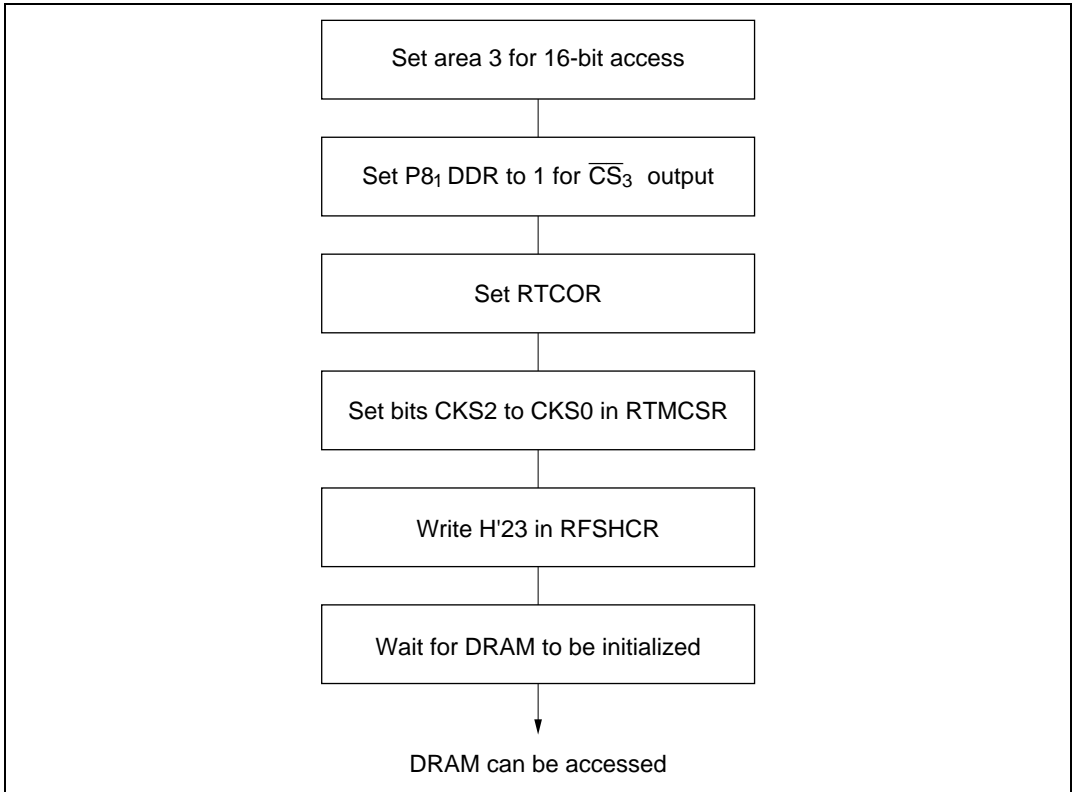 Set area 3 for 16-bit access
Set P8₁ DDR to 1 for C̅S̅₃ output
Set RTCOR
Set bits CKS2 to CKS0 in RTMCSR
Write H'23 in RFSHCR
Wait for DRAM to be initialized
DRAM can be accessed